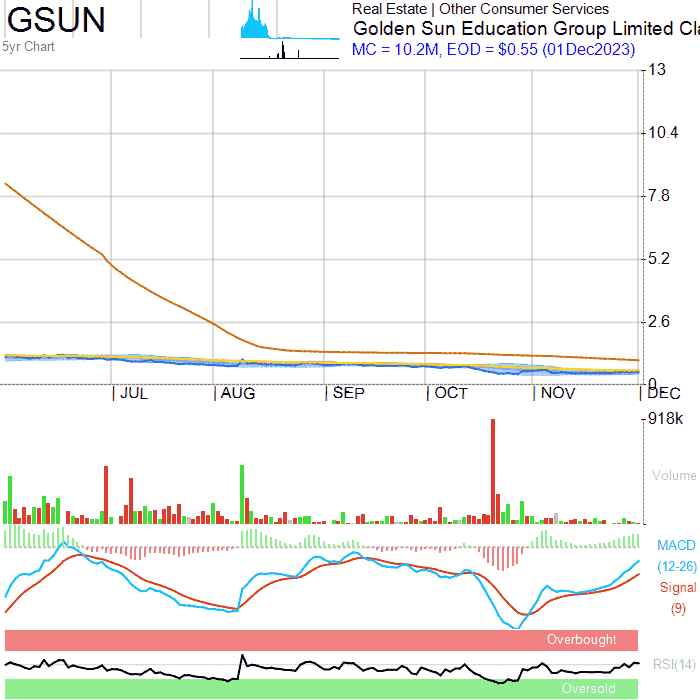 GSUN
5yr Chart
Real Estate | Other Consumer Services
Golden Sun Education Group Limited Cla
MC = 10.2M, EOD = $0.55 (01Dec2023)
13
10.4
7.8
5.2
2.6
0
JUL
AUG
SEP
OCT
NOV
DEC
918k
Volume
MACD
(12-26)
Signal
(9)
Overbought
RSI(14)
Oversold